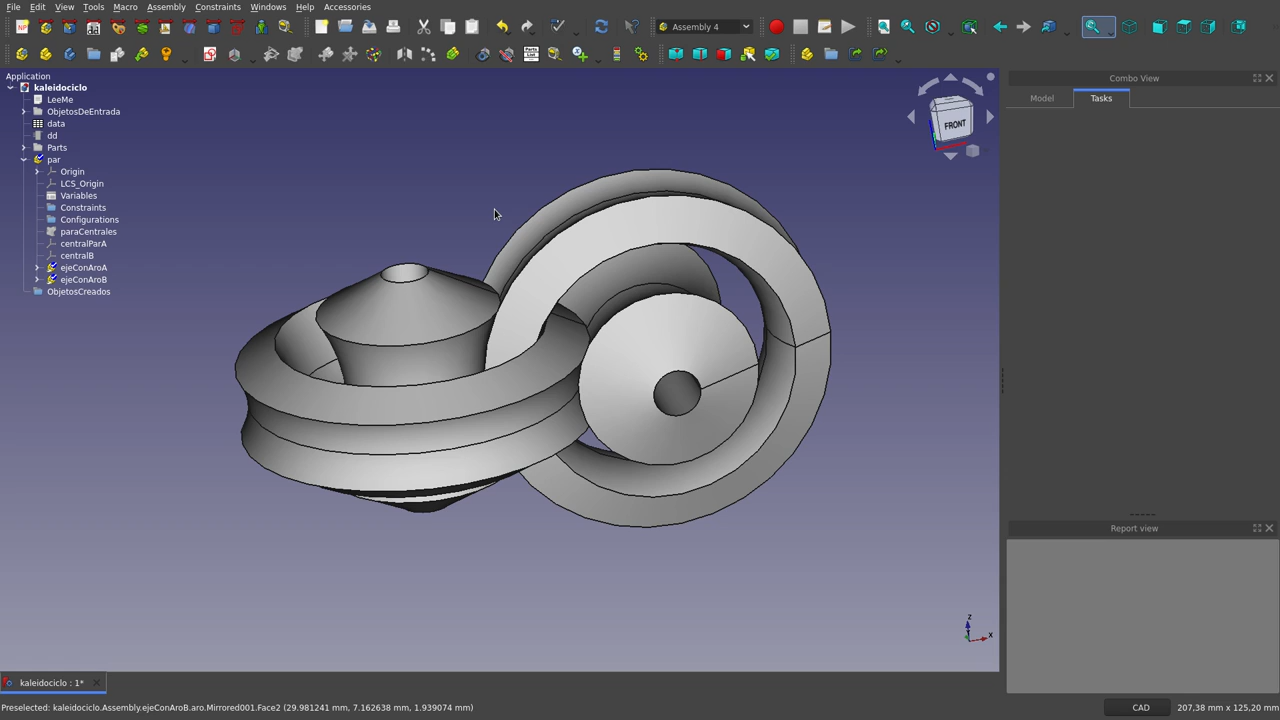 File Edit View Tools Macro Assembly Constraints Windows Help Accessories
Assembly 4
Application
kaleidociclo
LeeMe
ObjetosDeEntrada
data
dd
Parts
par
Origin
LCS_Origin
Variables
Constraints
Configurations
paraCentrales
centralParA
centralB
ejeConAroA
ejeConAroB
ObjetosCreados
FRONT
Combo View
Model Tasks
Report view
Z
X
kaleidociclo : 1*
Preselected: kaleidociclo.Assembly.ejeConAroB.aro.Mirrored001.Face2 (29.981241 mm, 7.162638 mm, 1.939074 mm)
CAD
207,38 mm x 125,20 mm